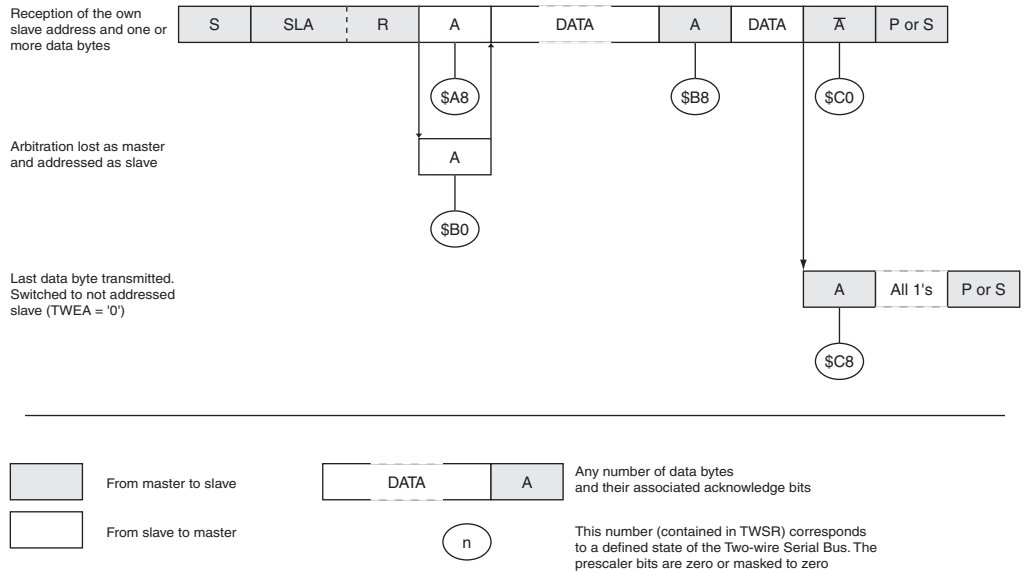 Reception of the own
slave address and one or
more data bytes
S SLA R A DATA A DATA A̅ P or S
$A8 $B8 $C0
Arbitration lost as master
and addressed as slave
A
$B0
Last data byte transmitted.
Switched to not addressed
slave (TWEA = '0')
A All 1's P or S
$C8
From master to slave
From slave to master
DATA A
Any number of data bytes
and their associated acknowledge bits
n
This number (contained in TWSR) corresponds
to a defined state of the Two-wire Serial Bus. The
prescaler bits are zero or masked to zero